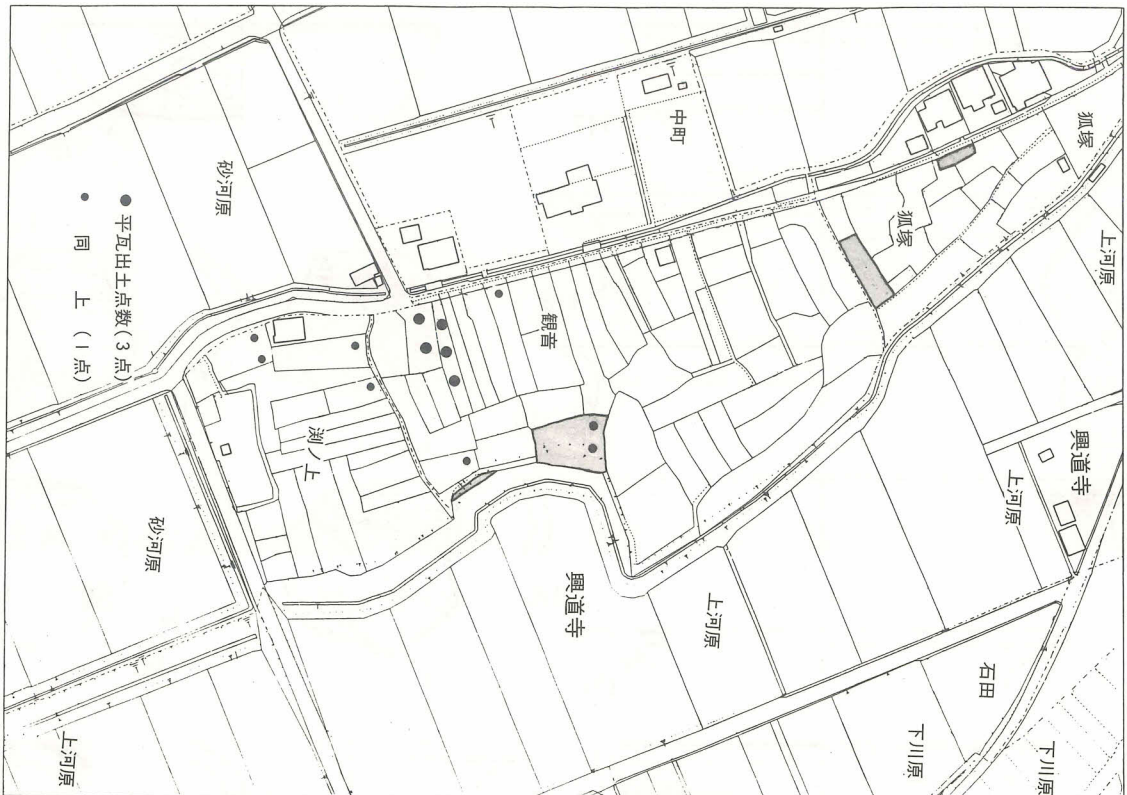 狐塚
上河原
中町
狐塚
砂河原
興道寺
上河原
観音
平瓦出土点数(3点)
同上(1点)
渕ノ上
砂河原
興道寺
上河原
石田
下川原
下川原
上河原